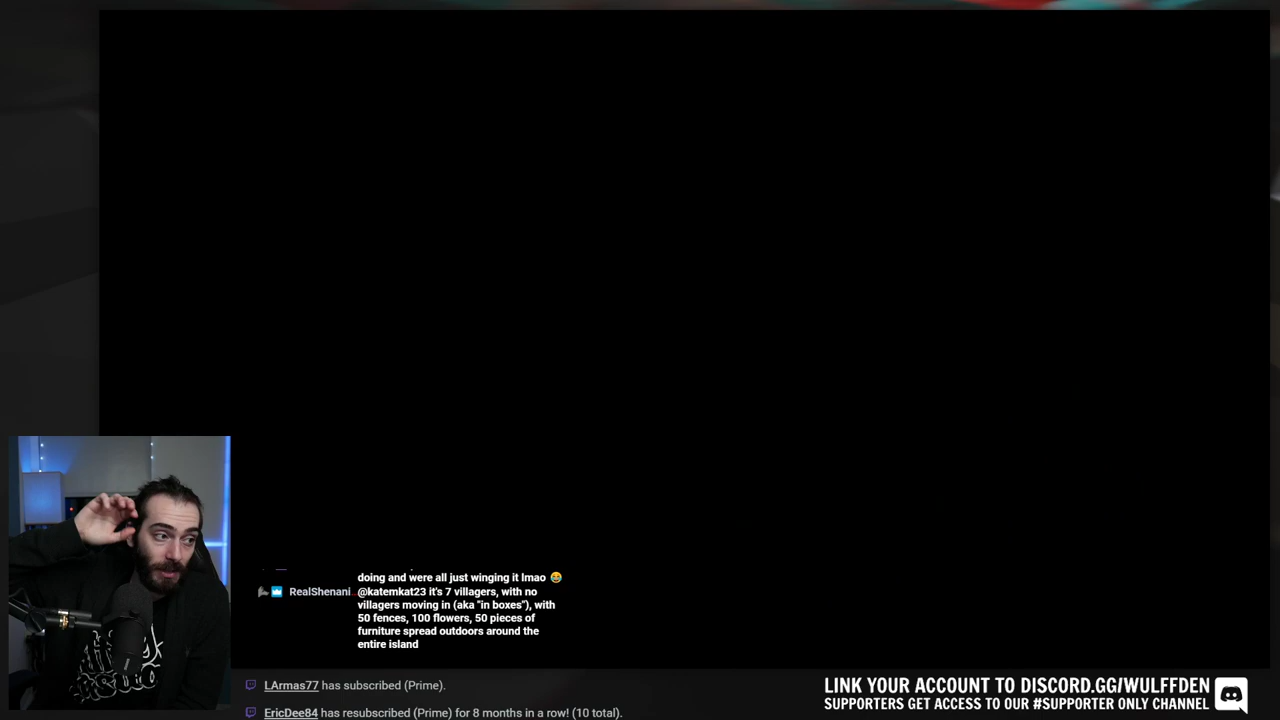 doing and were all just winging it lmao 😂
RealShenani...
@katemkat23 it's 7 villagers, with no
villagers moving in (aka "in boxes"), with
50 fences, 100 flowers, 50 pieces of
furniture spread outdoors around the
entire island
LArmas77 has subscribed (Prime).
EricDee84 has resubscribed (Prime) for 8 months in a row! (10 total).
LINK YOUR ACCOUNT TO DISCORD.GG/WULFFDEN
SUPPORTERS GET ACCESS TO OUR #SUPPORTER ONLY CHANNEL